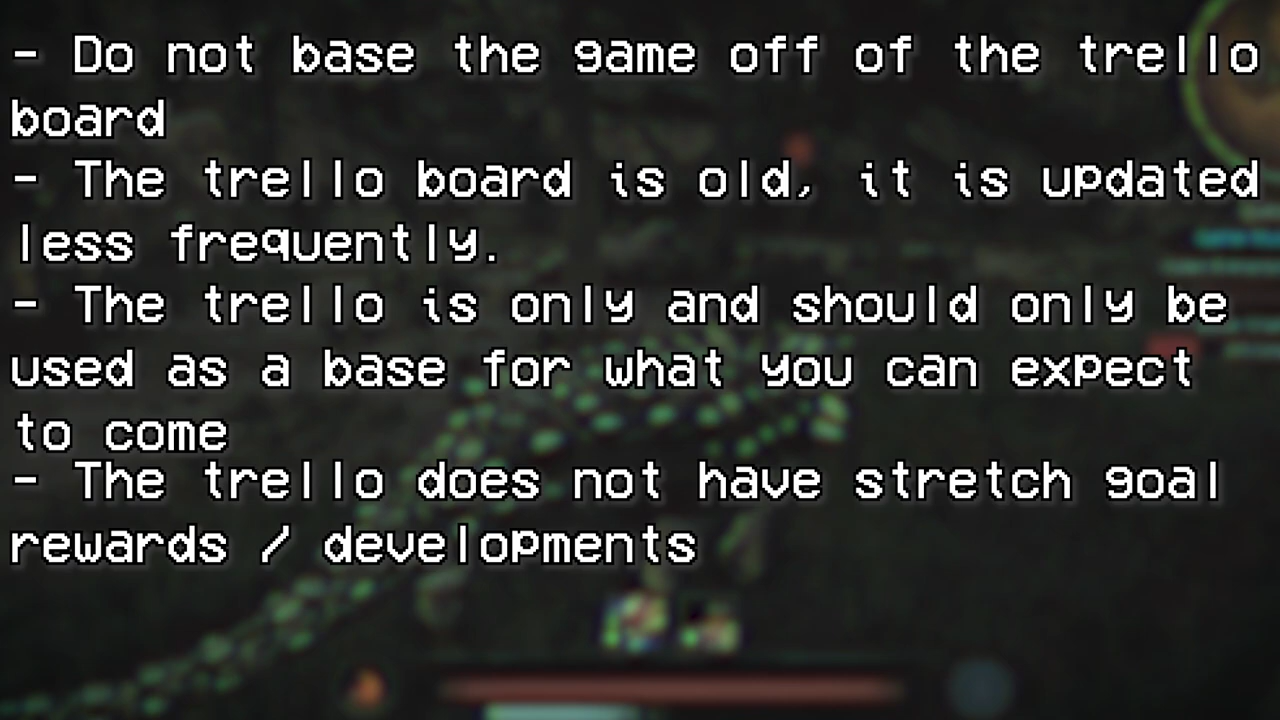 - Do not base the game off of the trello
board
- The trello board is old, it is updated
less frequently.
- The trello is only and should only be
used as a base for what you can expect
to come
- The trello does not have stretch goal
rewards / developments